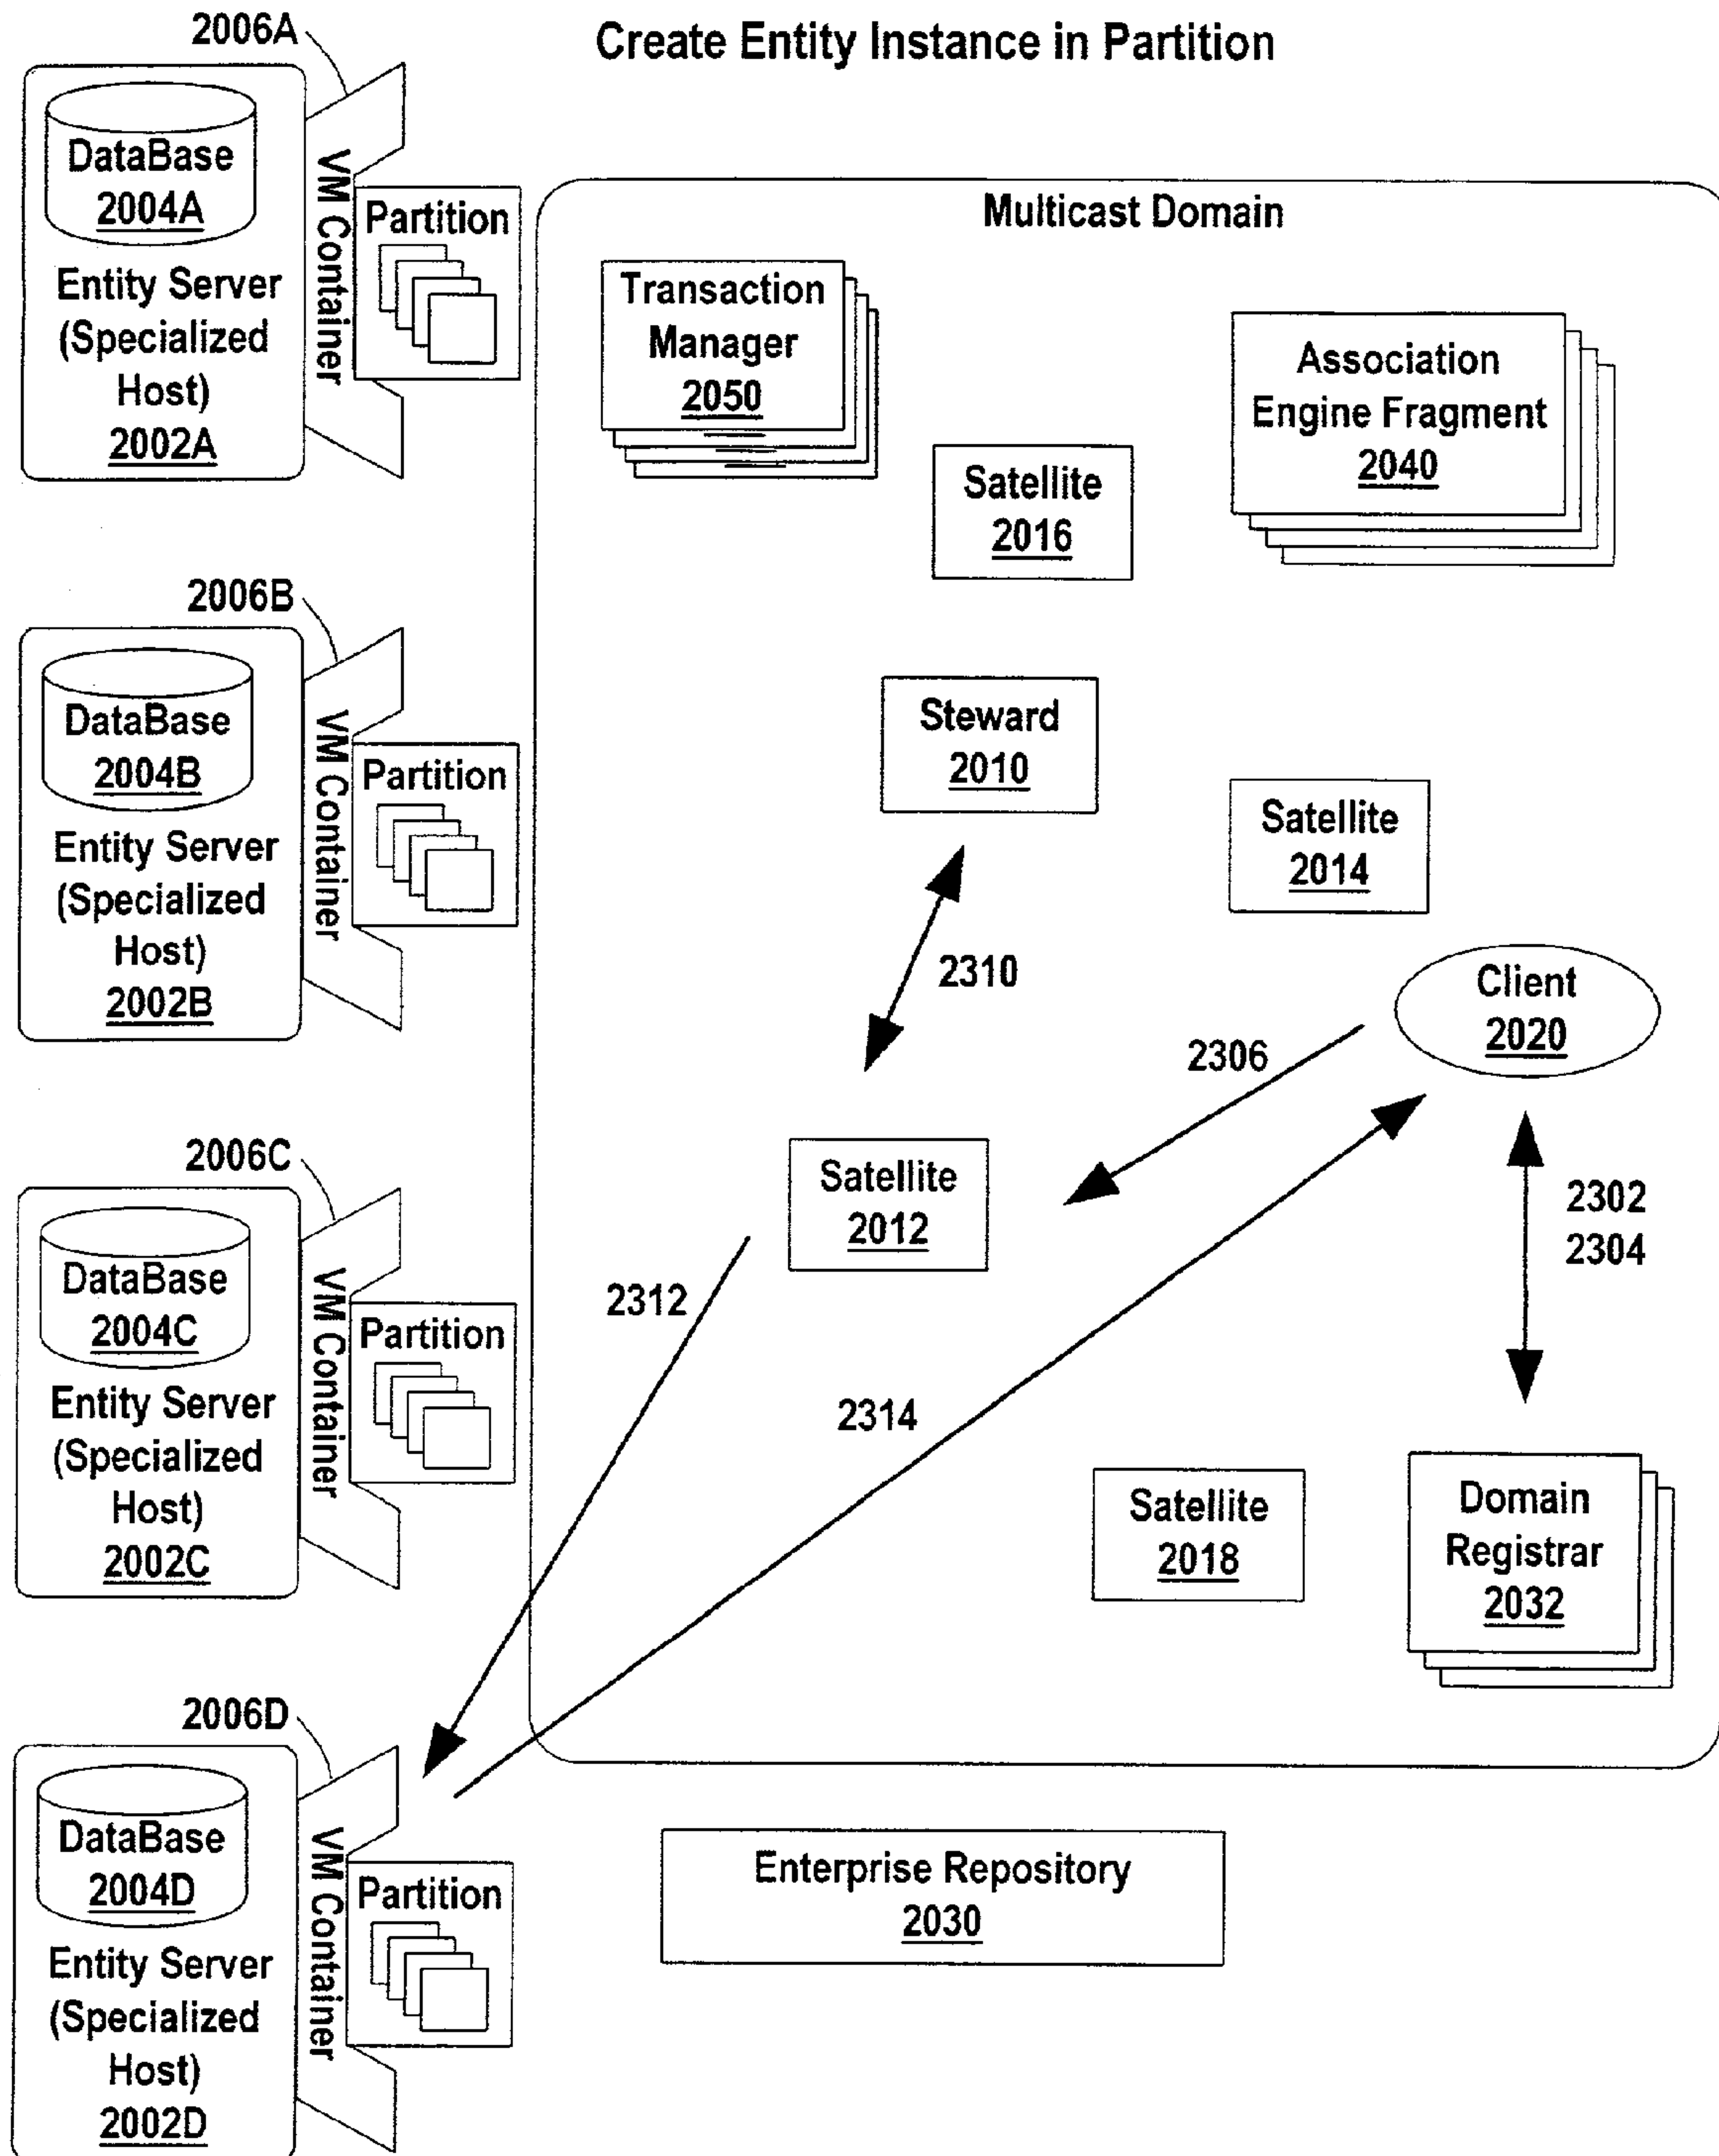 Create Entity Instance in Partition
2006A
DataBase
2004A
Entity Server
(Specialized
Host)
2002A
VM Container
Partition
2006B
DataBase
2004B
Entity Server
(Specialized
Host)
2002B
VM Container
Partition
2006C
DataBase
2004C
Entity Server
(Specialized
Host)
2002C
VM Container
Partition
2006D
DataBase
2004D
Entity Server
(Specialized
Host)
2002D
VM Container
Partition
Multicast Domain
Transaction
Manager
2050
Association
Engine Fragment
2040
Satellite
2016
Steward
2010
Satellite
2014
2310
Client
2020
2306
Satellite
2012
2302
2304
2312
2314
Satellite
2018
Domain
Registrar
2032
Enterprise Repository
2030